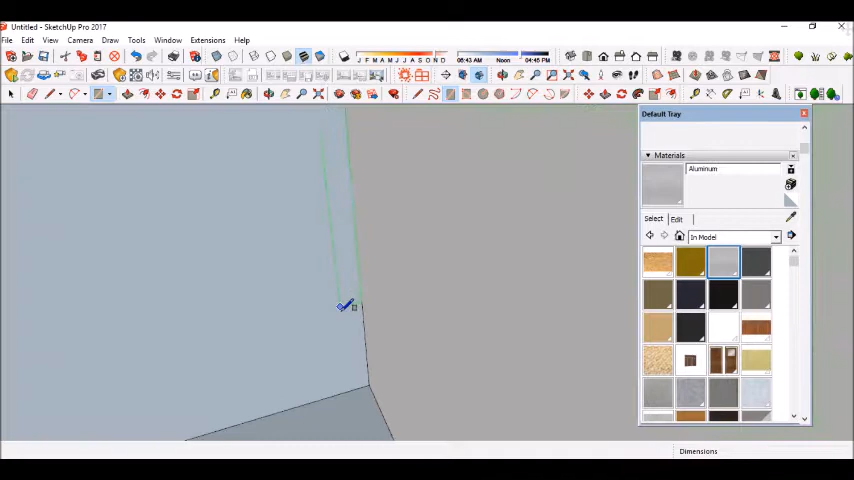 Untitled - SketchUp Pro 2017
File Edit View Camera Draw Tools Window Extensions Help
J F M A M J J A S O N D 06:43 AM Noon 04:45 PM
Default Tray
Materials
Aluminum
Select Edit
In Model
Dimensions